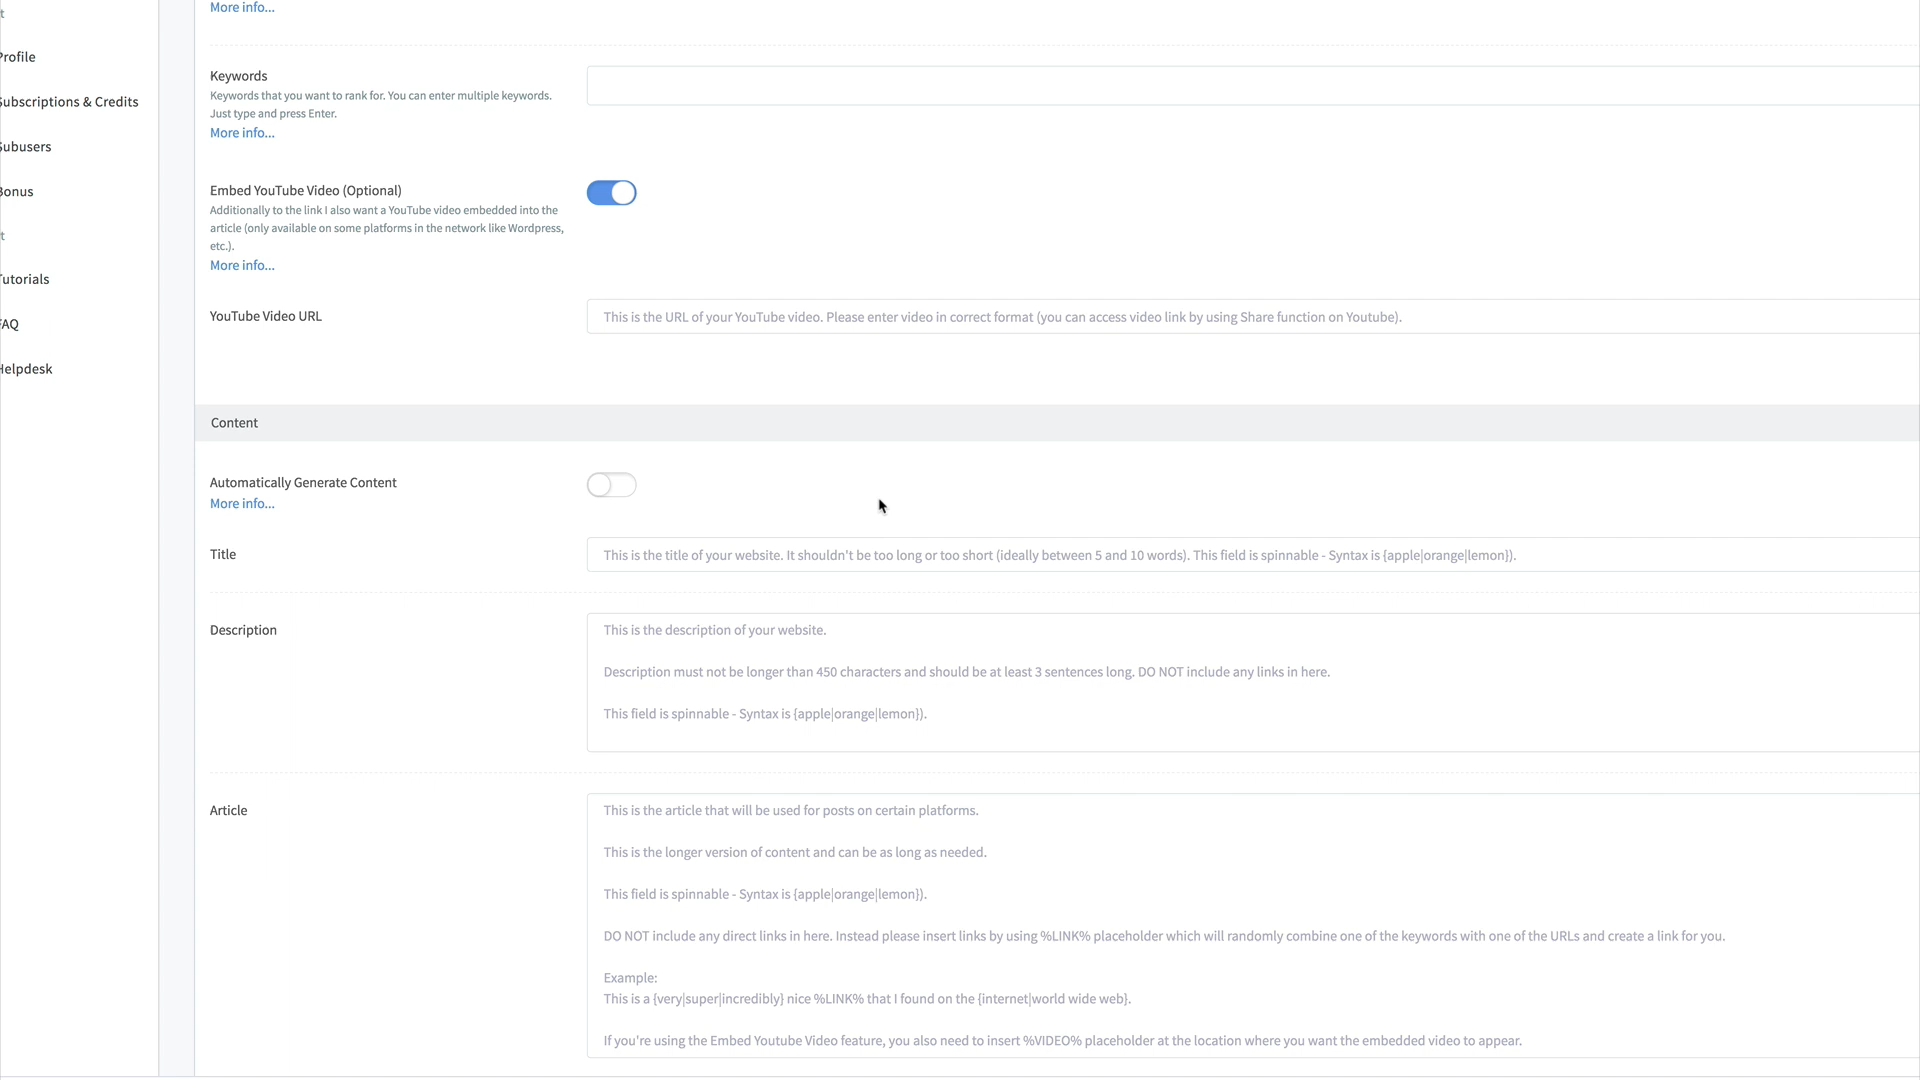 More info...
t
Profile
Subscriptions & Credits
Subusers
Bonus
t
Tutorials
FAQ
Helpdesk
Keywords
Keywords that you want to rank for. You can enter multiple keywords.
Just type and press Enter.
More info...
Embed YouTube Video (Optional)
Additionally to the link I also want a YouTube video embedded into the
article (only available on some platforms in the network like Wordpress,
etc.).
More info...
YouTube Video URL
This is the URL of your YouTube video. Please enter video in correct format (you can access video link by using Share function on Youtube).
Content
Automatically Generate Content
More info...
Title
This is the title of your website. It shouldn't be too long or too short (ideally between 5 and 10 words). This field is spinnable - Syntax is {apple|orange|lemon}).
Description
This is the description of your website.
Description must not be longer than 450 characters and should be at least 3 sentences long. DO NOT include any links in here.
This field is spinnable - Syntax is {apple|orange|lemon}).
Article
This is the article that will be used for posts on certain platforms.
This is the longer version of content and can be as long as needed.
This field is spinnable - Syntax is {apple|orange|lemon}).
DO NOT include any direct links in here. Instead please insert links by using %LINK% placeholder which will randomly combine one of the keywords with one of the URLs and create a link for you.
Example:
This is a {very|super|incredibly} nice %LINK% that I found on the {internet|world wide web}.
If you're using the Embed Youtube Video feature, you also need to insert %VIDEO% placeholder at the location where you want the embedded video to appear.